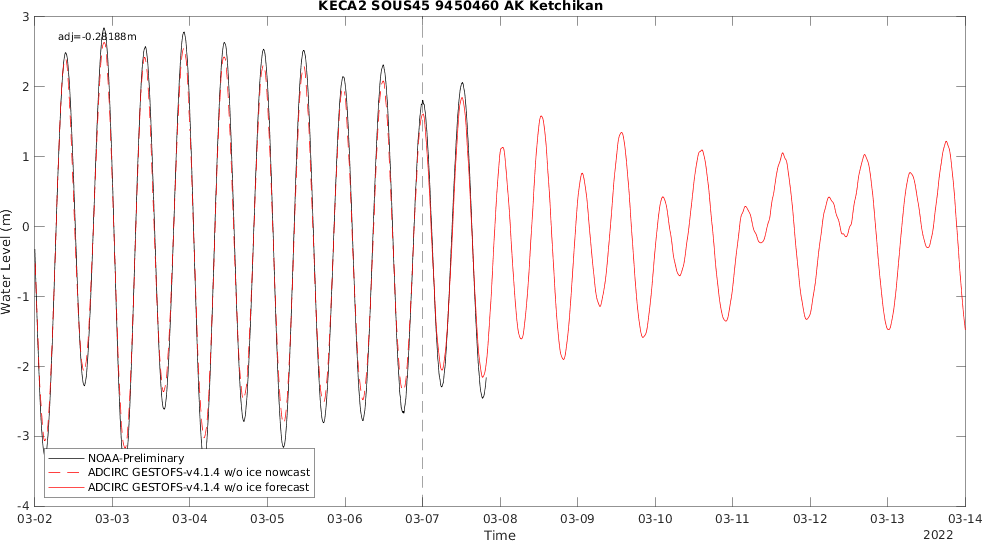 KECA2 SOUS45 9450460 AK Ketchikan
adj=-0.28188m
3
2
1
0
-1
-2
-3
-4
Water Level (m)
NOAA-Preliminary
ADCIRC GESTOFS-v4.1.4 w/o ice nowcast
ADCIRC GESTOFS-v4.1.4 w/o ice forecast
03-02 03-03 03-04 03-05 03-06 03-07 03-08 03-09 03-10 03-11 03-12 03-13 03-14
Time
2022